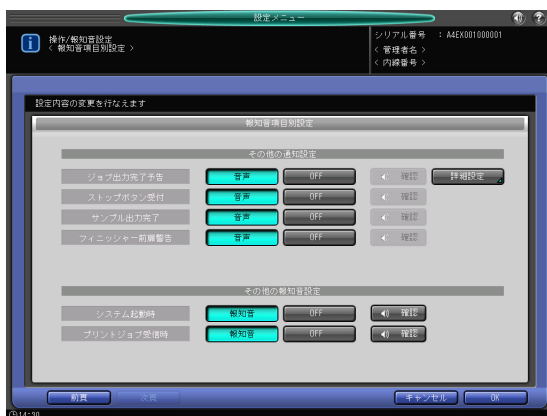 設定メニュー
操作/報知音設定
< 報知音項目別設定 >
シリアル番号 : A4EX001000001
< 管理者名 >
< 内線番号 >
設定内容の変更を行なえます
報知音項目別設定
その他の通知設定
ジョブ出力完了予告 音声 OFF 確認 詳細設定
ストップボタン受付 音声 OFF 確認
サンプル出力完了 音声 OFF 確認
フィニッシャー前扉警告 音声 OFF 確認
その他の報知音設定
システム起動時 報知音 OFF 確認
プリントジョブ受信時 報知音 OFF 確認
前頁 次頁 キャンセル OK
14:30